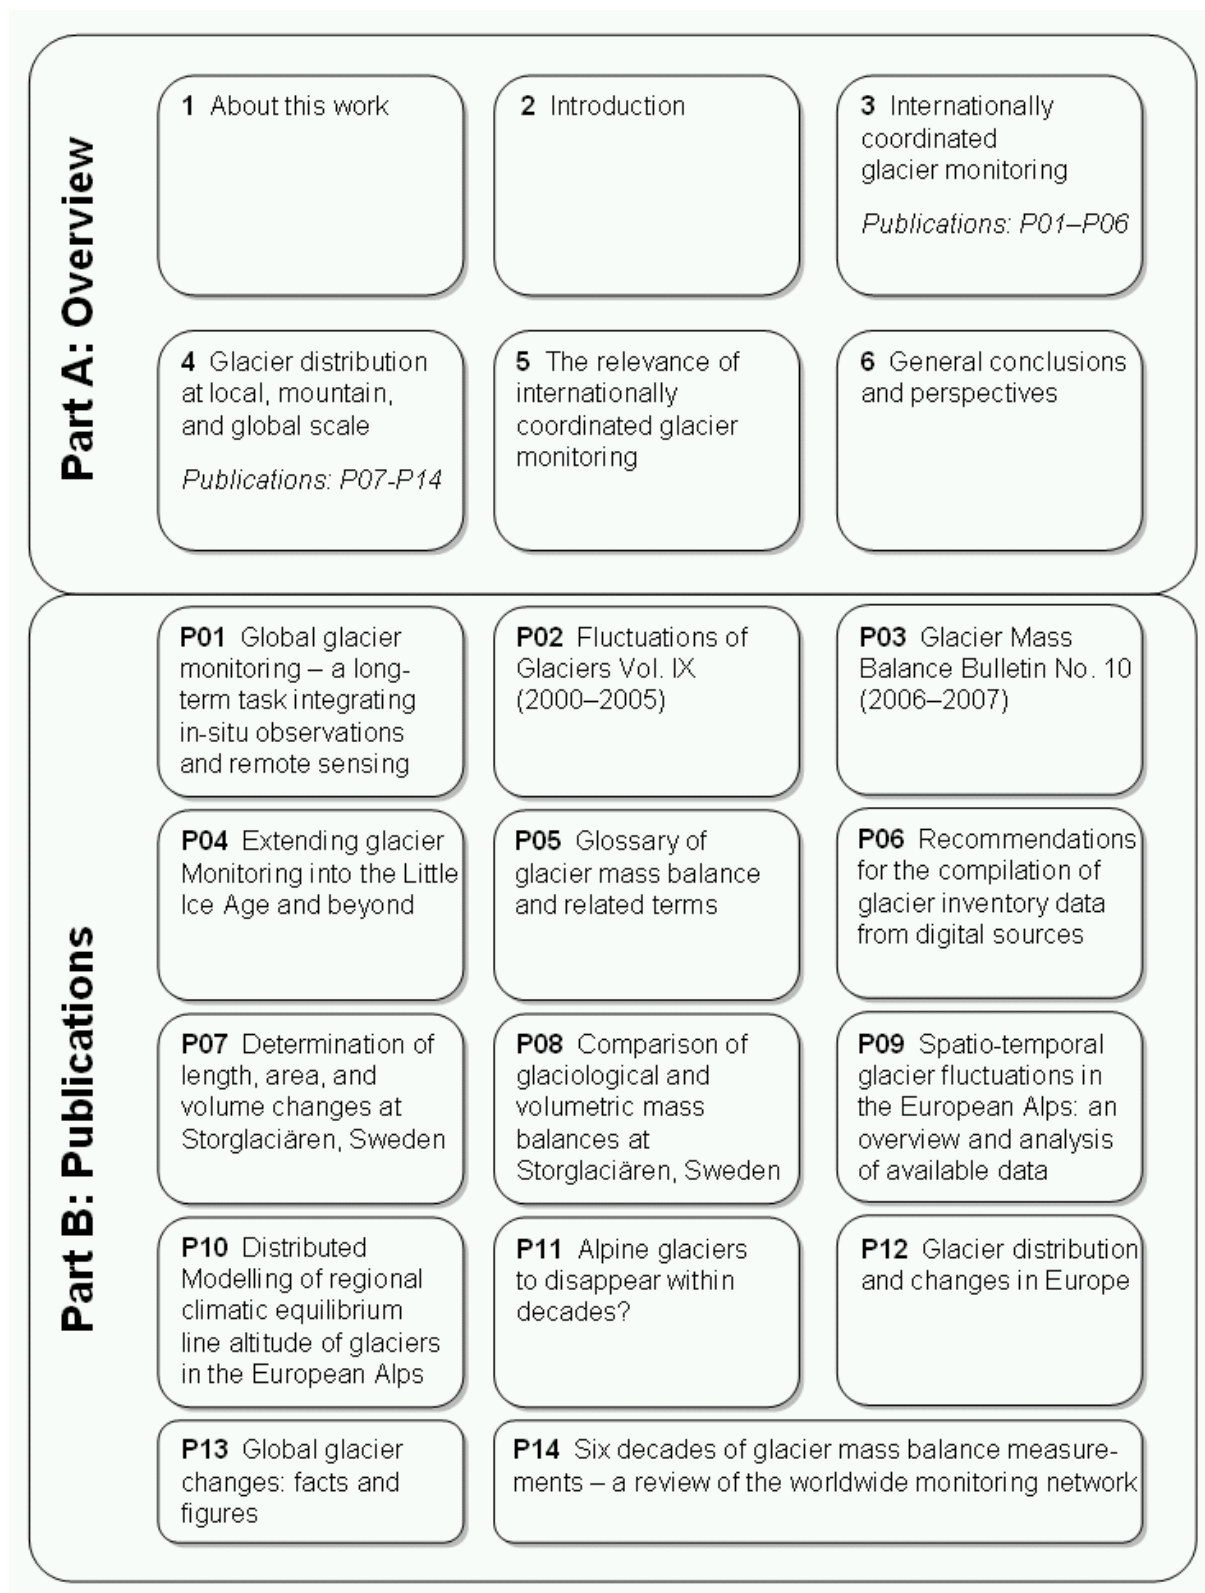 Part A: Overview
1 About this work
2 Introduction
3 Internationally
coordinated
glacier monitoring
Publications: P01–P06
4 Glacier distribution
at local, mountain,
and global scale
Publications: P07-P14
5 The relevance of
internationally
coordinated glacier
monitoring
6 General conclusions
and perspectives
Part B: Publications
P01 Global glacier
monitoring – a long-
term task integrating
in-situ observations
and remote sensing
P02 Fluctuations of
Glaciers Vol. IX
(2000–2005)
P03 Glacier Mass
Balance Bulletin No. 10
(2006–2007)
P04 Extending glacier
Monitoring into the Little
Ice Age and beyond
P05 Glossary of
glacier mass balance
and related terms
P06 Recommendations
for the compilation of
glacier inventory data
from digital sources
P07 Determination of
length, area, and
volume changes at
Storglaciären, Sweden
P08 Comparison of
glaciological and
volumetric mass
balances at
Storglaciären, Sweden
P09 Spatio-temporal
glacier fluctuations in
the European Alps: an
overview and analysis
of available data
P10 Distributed
Modelling of regional
climatic equilibrium
line altitude of glaciers
in the European Alps
P11 Alpine glaciers
to disappear within
decades?
P12 Glacier distribution
and changes in Europe
P13 Global glacier
changes: facts and
figures
P14 Six decades of glacier mass balance measure-
ments – a review of the worldwide monitoring network